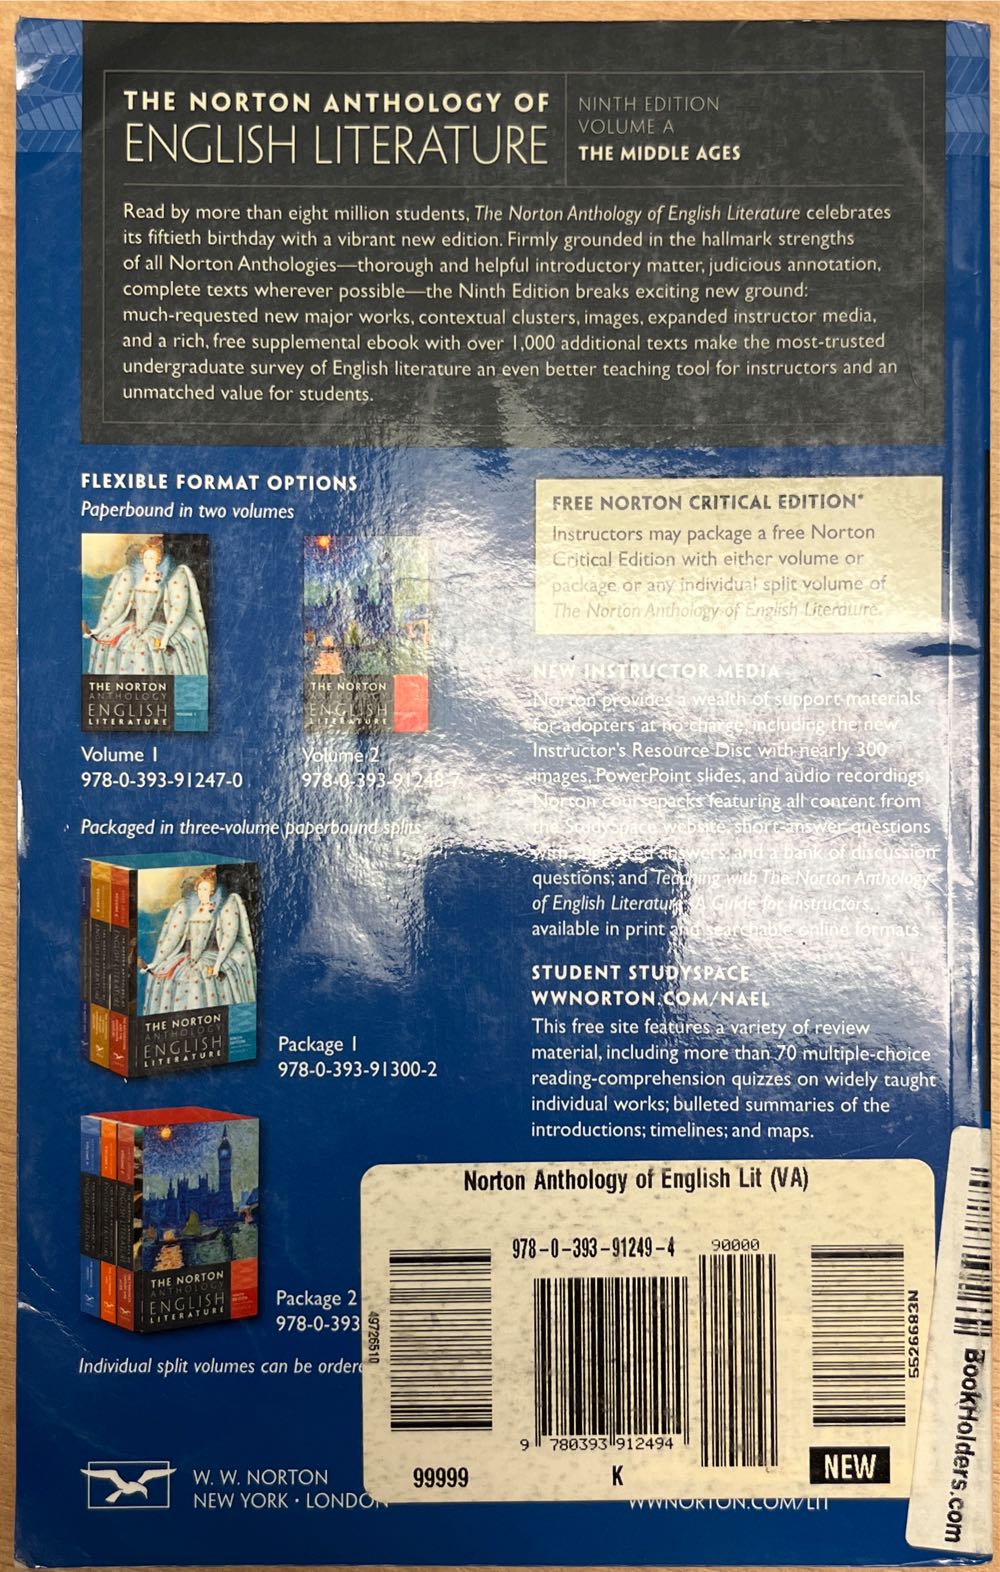 THE NORTON ANTHOLOGY OF
ENGLISH LITERATURE
NINTH EDITION
VOLUME A
THE MIDDLE AGES
Read by more than eight million students, The Norton Anthology of English Literature celebrates
its fiftieth birthday with a vibrant new edition. Firmly grounded in the hallmark strengths
of all Norton Anthologies—thorough and helpful introductory matter, judicious annotation,
complete texts wherever possible—the Ninth Edition breaks exciting new ground:
much-requested new major works, contextual clusters, images, expanded instructor media,
and a rich, free supplemental ebook with over 1,000 additional texts make the most-trusted
undergraduate survey of English literature an even better teaching tool for instructors and an
unmatched value for students.
FLEXIBLE FORMAT OPTIONS
Paperbound in two volumes
THE NORTON
ANTHOLOGY
ENGLISH
LITERATURE
VOLUME 1
THE NORTON
ANTHOLOGY
ENGLISH
LITERATURE
Volume 1
978-0-393-91247-0
Volume 2
978-0-393-91248-7
Packaged in three-volume paperbound splits
THE NORTON
ANTHOLOGY
ENGLISH
LITERATURE
Package 1
978-0-393-91300-2
THE NORTON
ANTHOLOGY
ENGLISH
LITERATURE
Package 2
978-0-393
Individual split volumes can be ordere
W. W. NORTON
NEW YORK • LONDON
FREE NORTON CRITICAL EDITION*
Instructors may package a free Norton
Critical Edition with either volume or
package or any individual split volume of
The Norton Anthology of English Literature.
NEW INSTRUCTOR MEDIA
Norton provides a wealth of support materials
for adopters at no charge, including the new
Instructor's Resource Disc with nearly 300
images, PowerPoint slides, and audio recordings;
Norton coursepacks featuring all content from
the StudySpace website, short-answer questions
with answers, and a bank of discussion
questions; and Teaching with The Norton Anthology
of English Literature: A Guide for Instructors,
available in print and searchable online formats.
STUDENT STUDYSPACE
WWNORTON.COM/NAEL
This free site features a variety of review
material, including more than 70 multiple-choice
reading-comprehension quizzes on widely taught
individual works; bulleted summaries of the
introductions; timelines; and maps.
Norton Anthology of English Lit (VA)
978-0-393-91249-4
90000
49726510
5526683N
9 780393 912494
99999
K
NEW
WWNORTON.COM/LIT
BookHolders.com